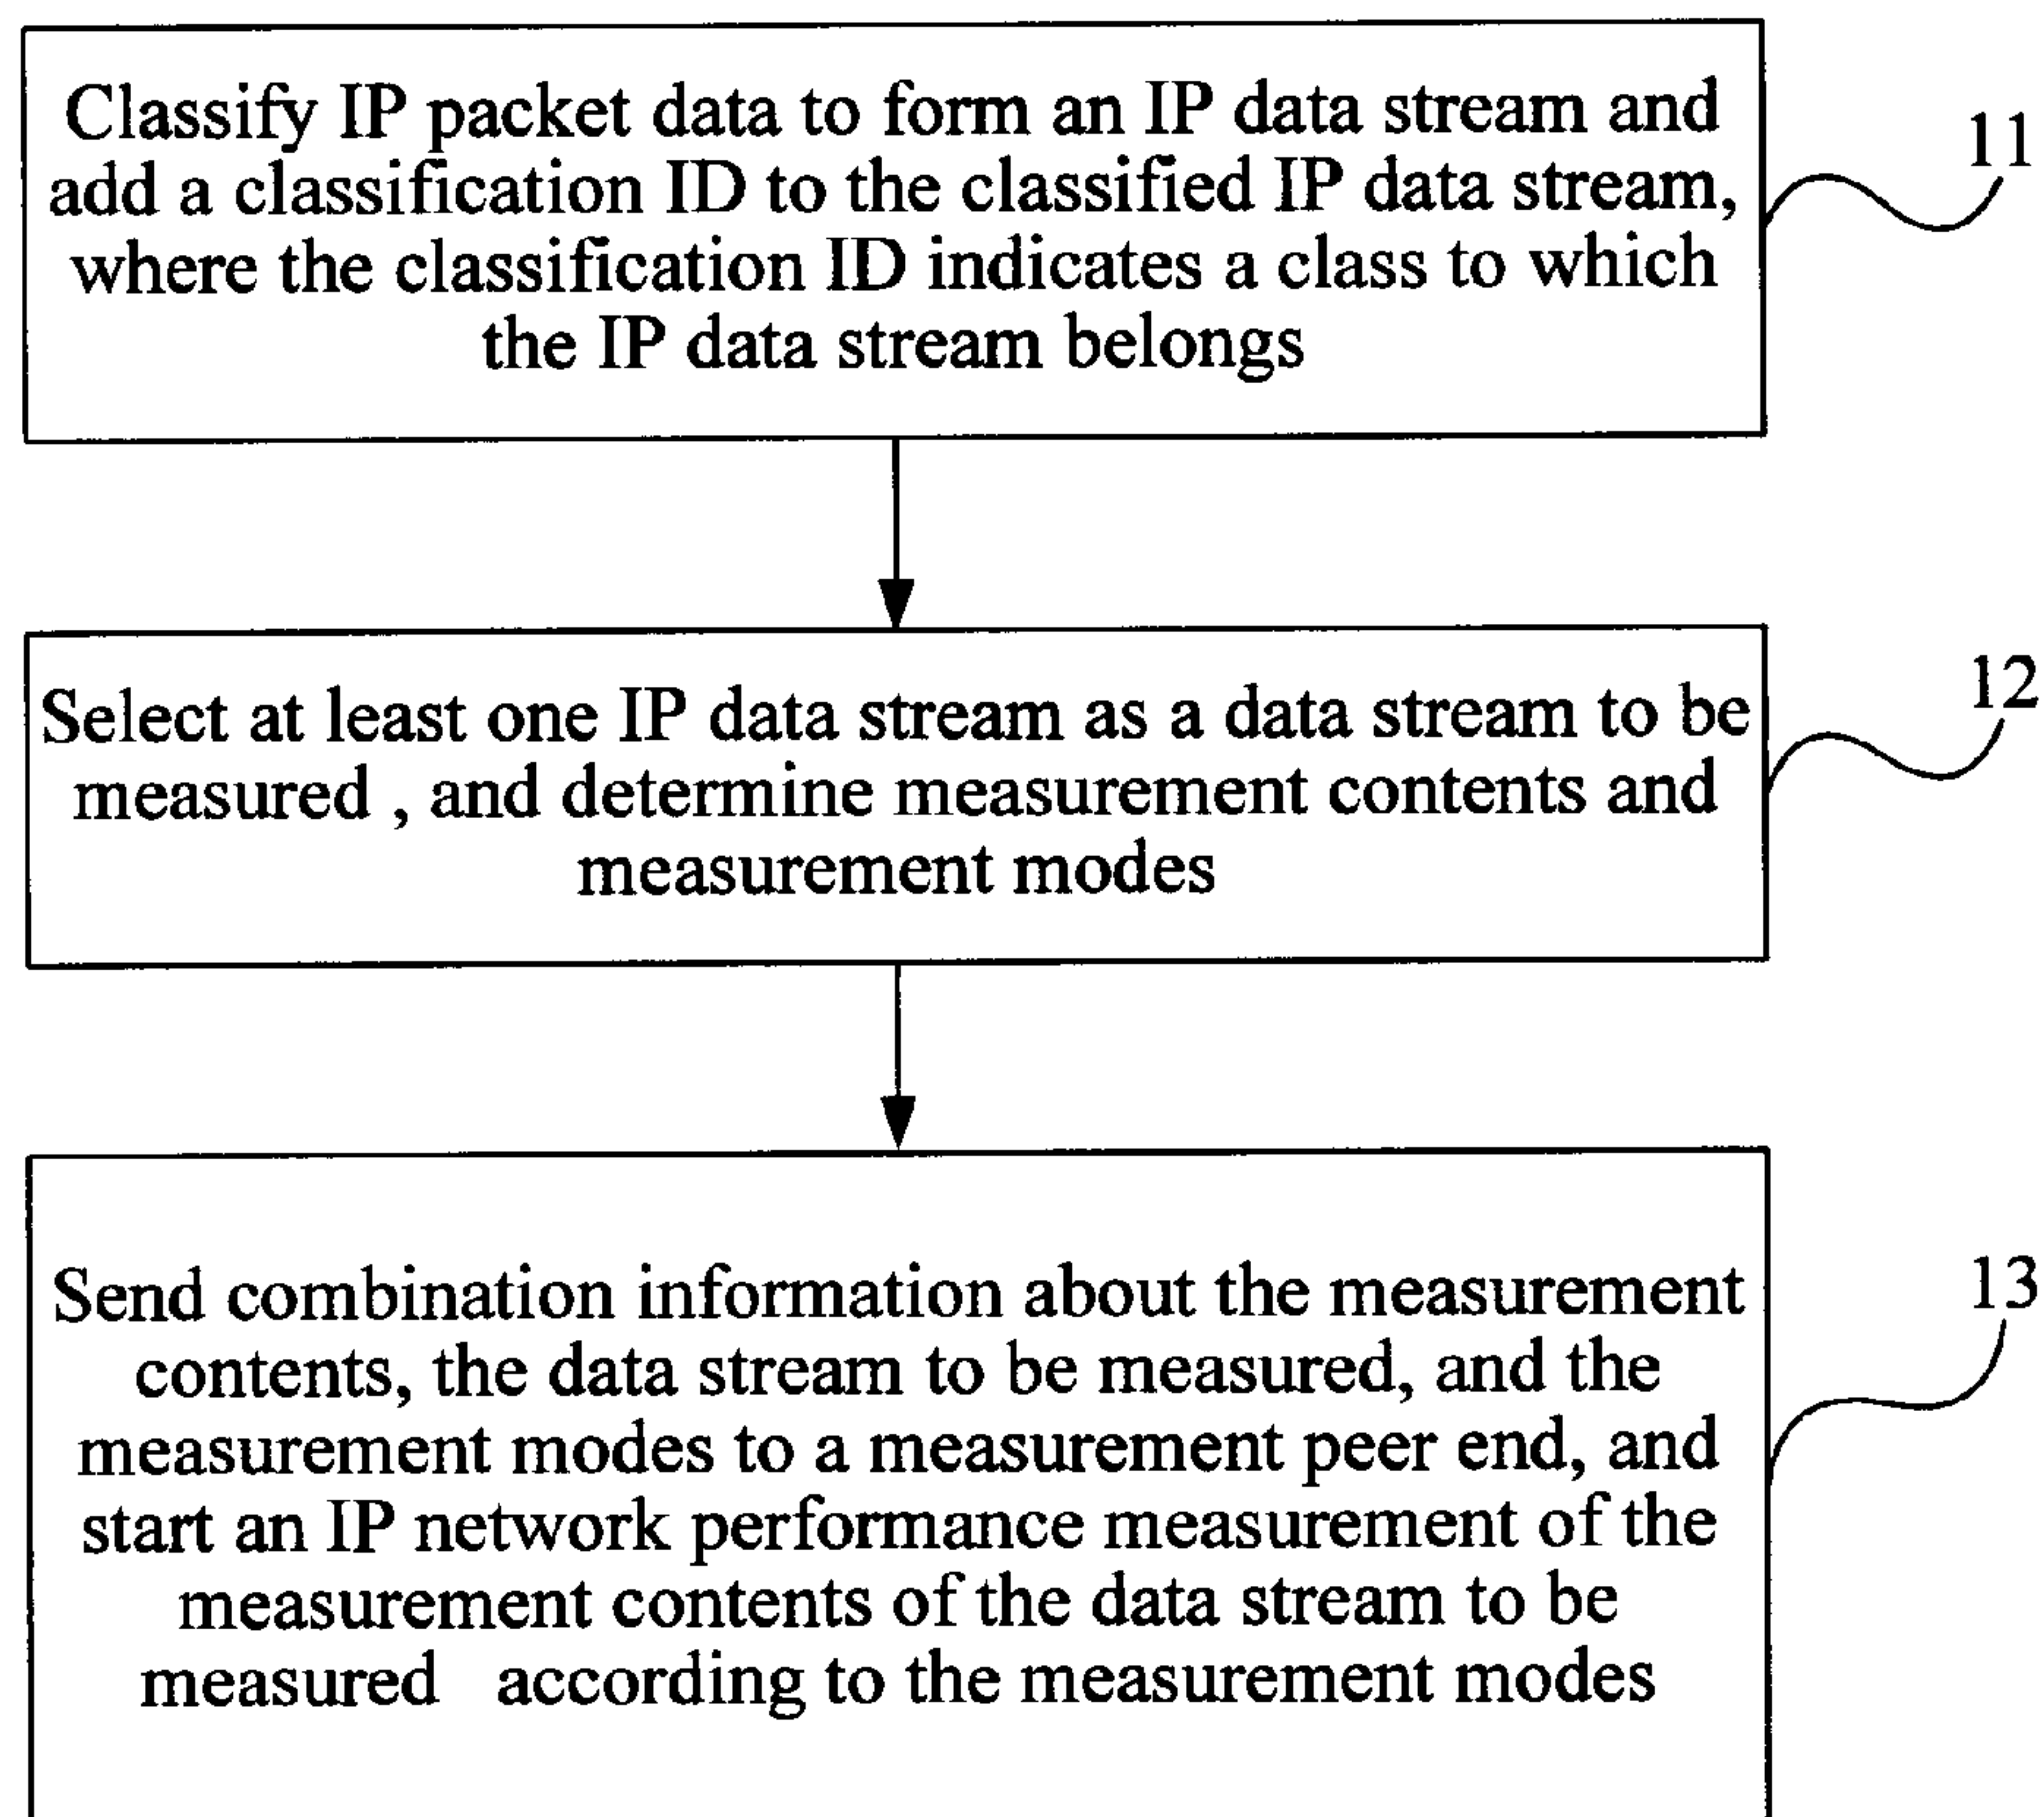 Classify IP packet data to form an IP data stream and
add a classification ID to the classified IP data stream,
where the classification ID indicates a class to which
the IP data stream belongs
11
Select at least one IP data stream as a data stream to be
measured , and determine measurement contents and
measurement modes
12
Send combination information about the measurement
contents, the data stream to be measured, and the
measurement modes to a measurement peer end, and
start an IP network performance measurement of the
measurement contents of the data stream to be
measured according to the measurement modes
13